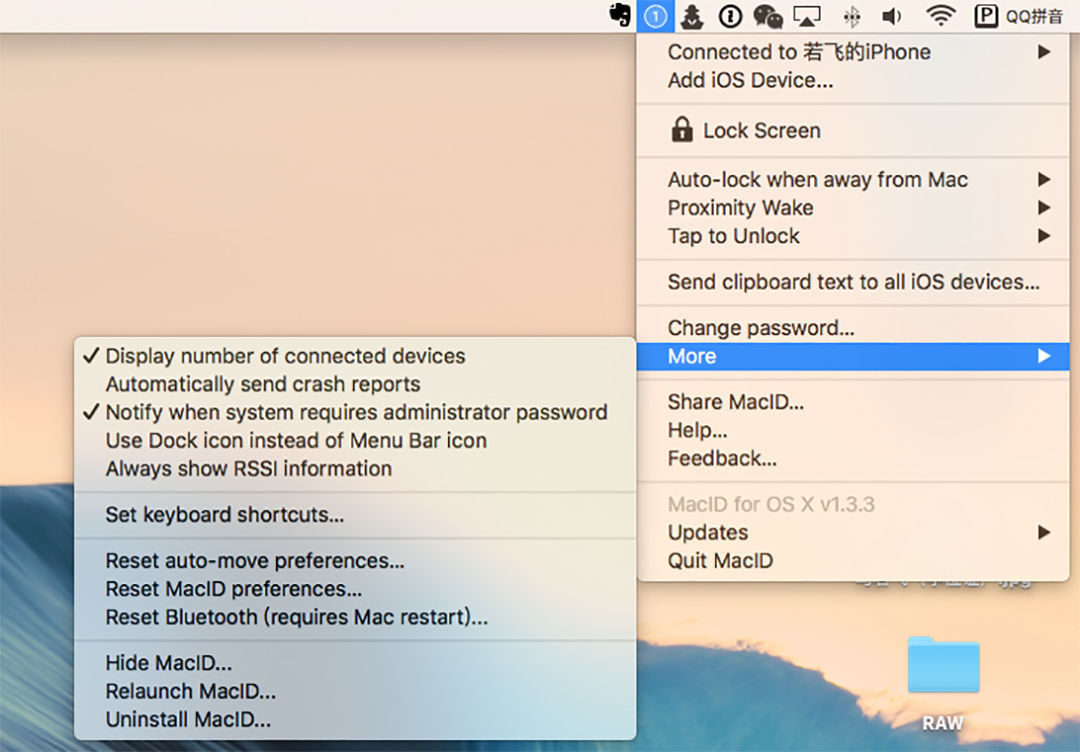 1
P QQ拼音
Connected to 若飞的iPhone
Add iOS Device...
Lock Screen
Auto-lock when away from Mac
Proximity Wake
Tap to Unlock
Send clipboard text to all iOS devices...
Change password...
More
Share MacID...
Help...
Feedback...
MacID for OS X v1.3.3
Updates
Quit MacID
Display number of connected devices
Automatically send crash reports
Notify when system requires administrator password
Use Dock icon instead of Menu Bar icon
Always show RSSI information
Set keyboard shortcuts...
Reset auto-move preferences...
Reset MacID preferences...
Reset Bluetooth (requires Mac restart)...
Hide MacID...
Relaunch MacID...
Uninstall MacID...
RAW